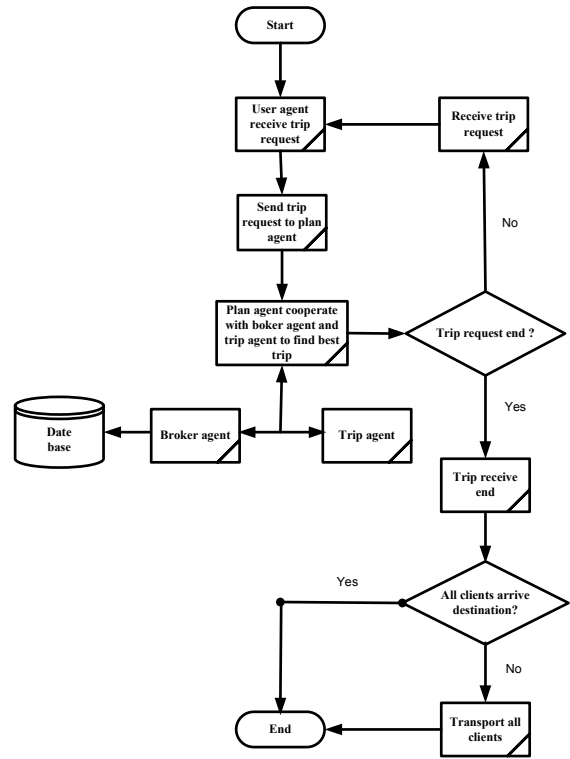 Start
User agent
receive trip
request
Receive trip
request
Send trip
request to plan
agent
No
Plan agent cooperate
with boker agent and
trip agent to find best
trip
Trip request end ?
Yes
Date
base
Broker agent
Trip agent
Trip receive
end
Yes
All clients arrive
destination?
No
End
Transport all
clients